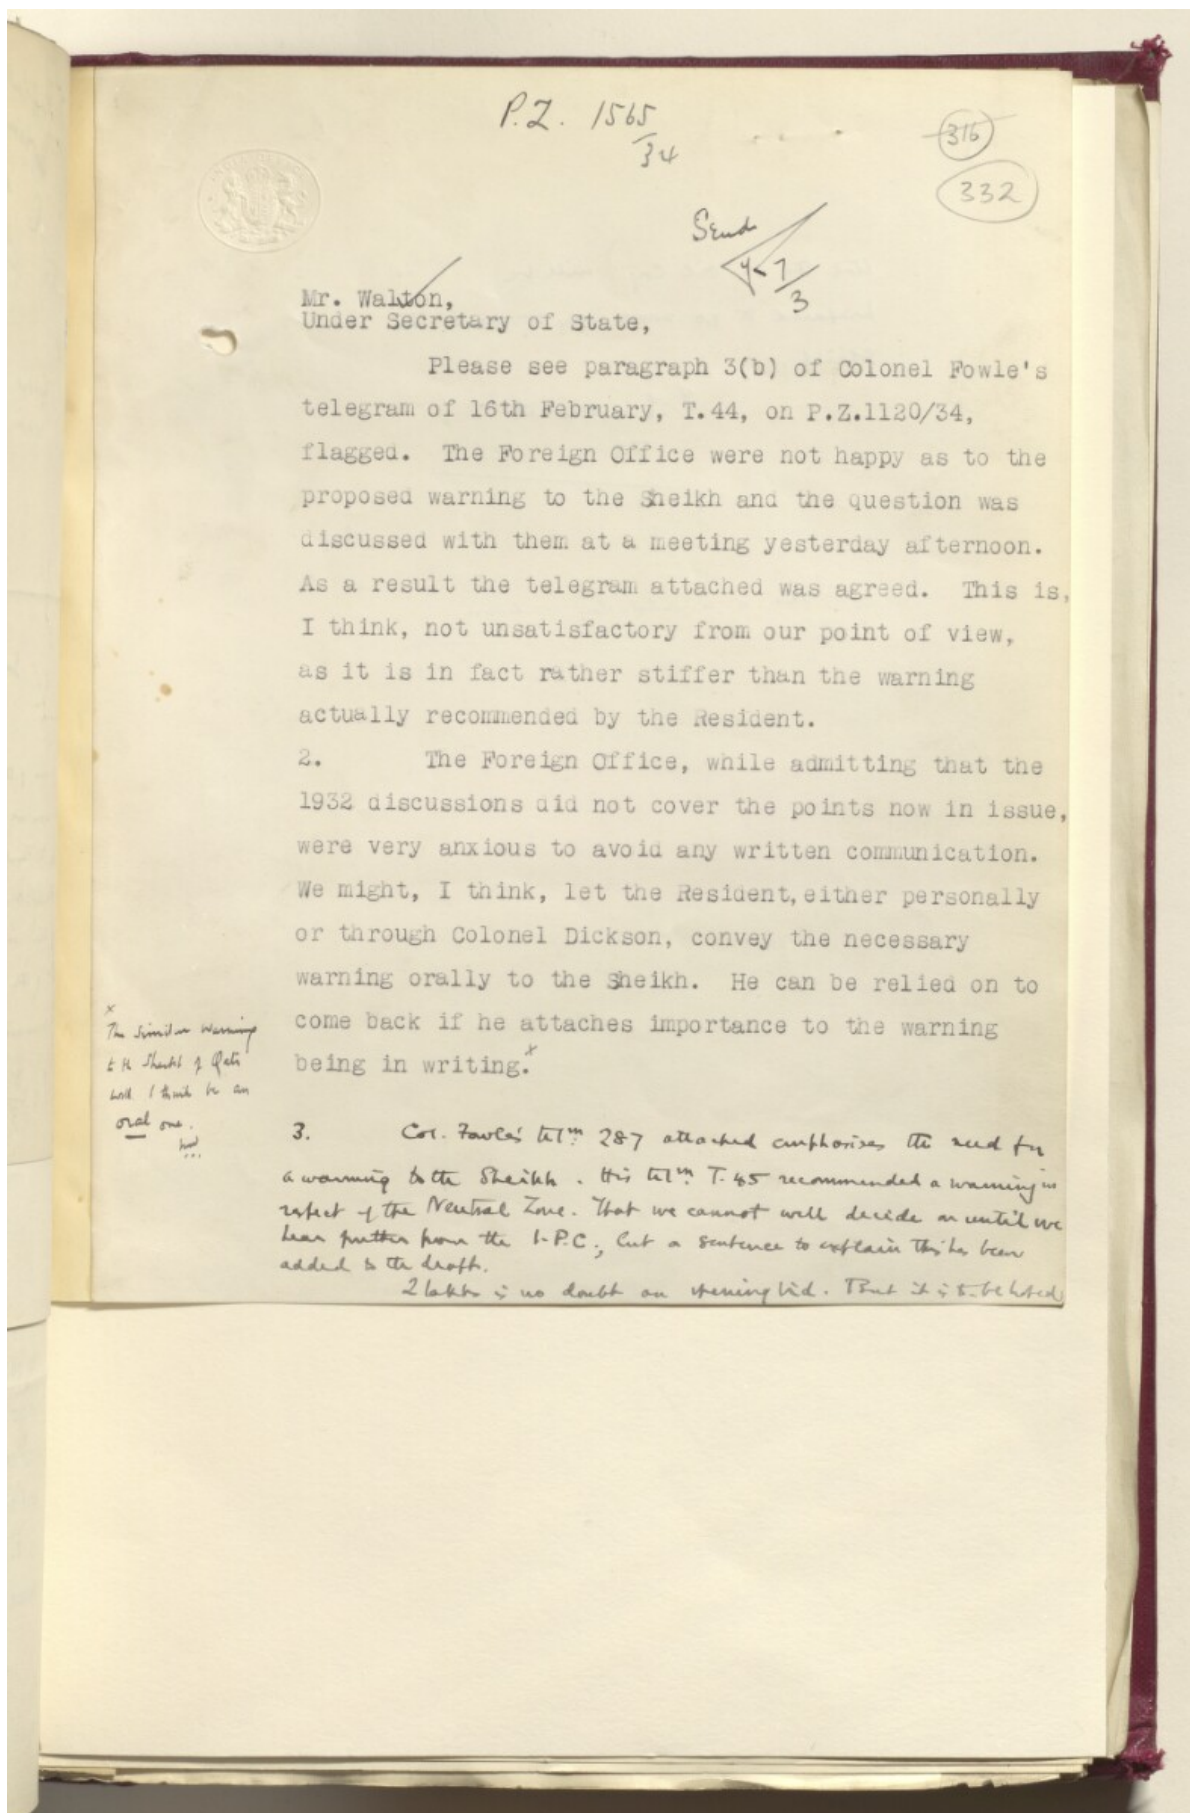 P.Z. 1565
34
316
332
Send
7
3
Mr. Walton,
Under Secretary of State,
Please see paragraph 3(b) of Colonel Fowle's
telegram of 16th February, T.44, on P.Z.1120/34,
flagged. The Foreign Office were not happy as to the
proposed warning to the Sheikh and the question was
discussed with them at a meeting yesterday afternoon.
As a result the telegram attached was agreed. This is,
I think, not unsatisfactory from our point of view,
as it is in fact rather stiffer than the warning
actually recommended by the Resident.
2. The Foreign Office, while admitting that the
1932 discussions did not cover the points now in issue,
were very anxious to avoid any written communication.
We might, I think, let the Resident, either personally
or through Colonel Dickson, convey the necessary
warning orally to the Sheikh. He can be relied on to
come back if he attaches importance to the warning
being in writing.x
x
The similar warning
to the Sheikh of Qatr
will I think be an
oral one.
3. Col. Fowle's telm. 287 attached emphasises the need for
a warning to the Sheikh. His telm. T.45 recommended a warning in
respect of the Neutral Zone. That we cannot well decide on until we
hear further from the I.P.C.; but a sentence to explain this has been
added to the draft.
2 lakhs is no doubt an opening bid. But it is to be hoped